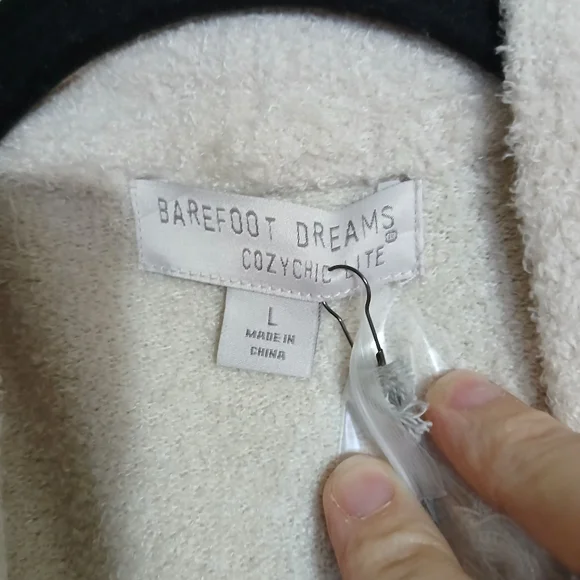 BAREFOOT DREAMS
COZYCHIC LITE®
L
MADE IN
CHINA